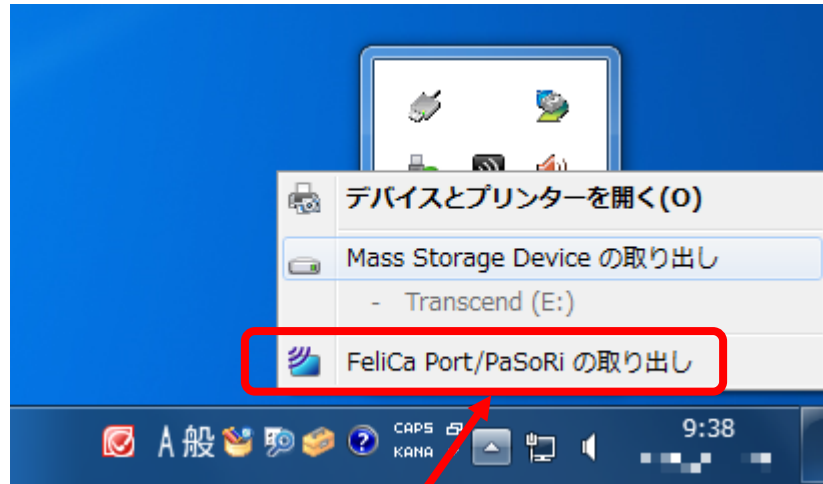 デバイスとプリンターを開く(O)
Mass Storage Device の取り出し
- Transcend (E:)
FeliCa Port/PaSoRi の取り出し
A 般 CAPS
KANA
9:38